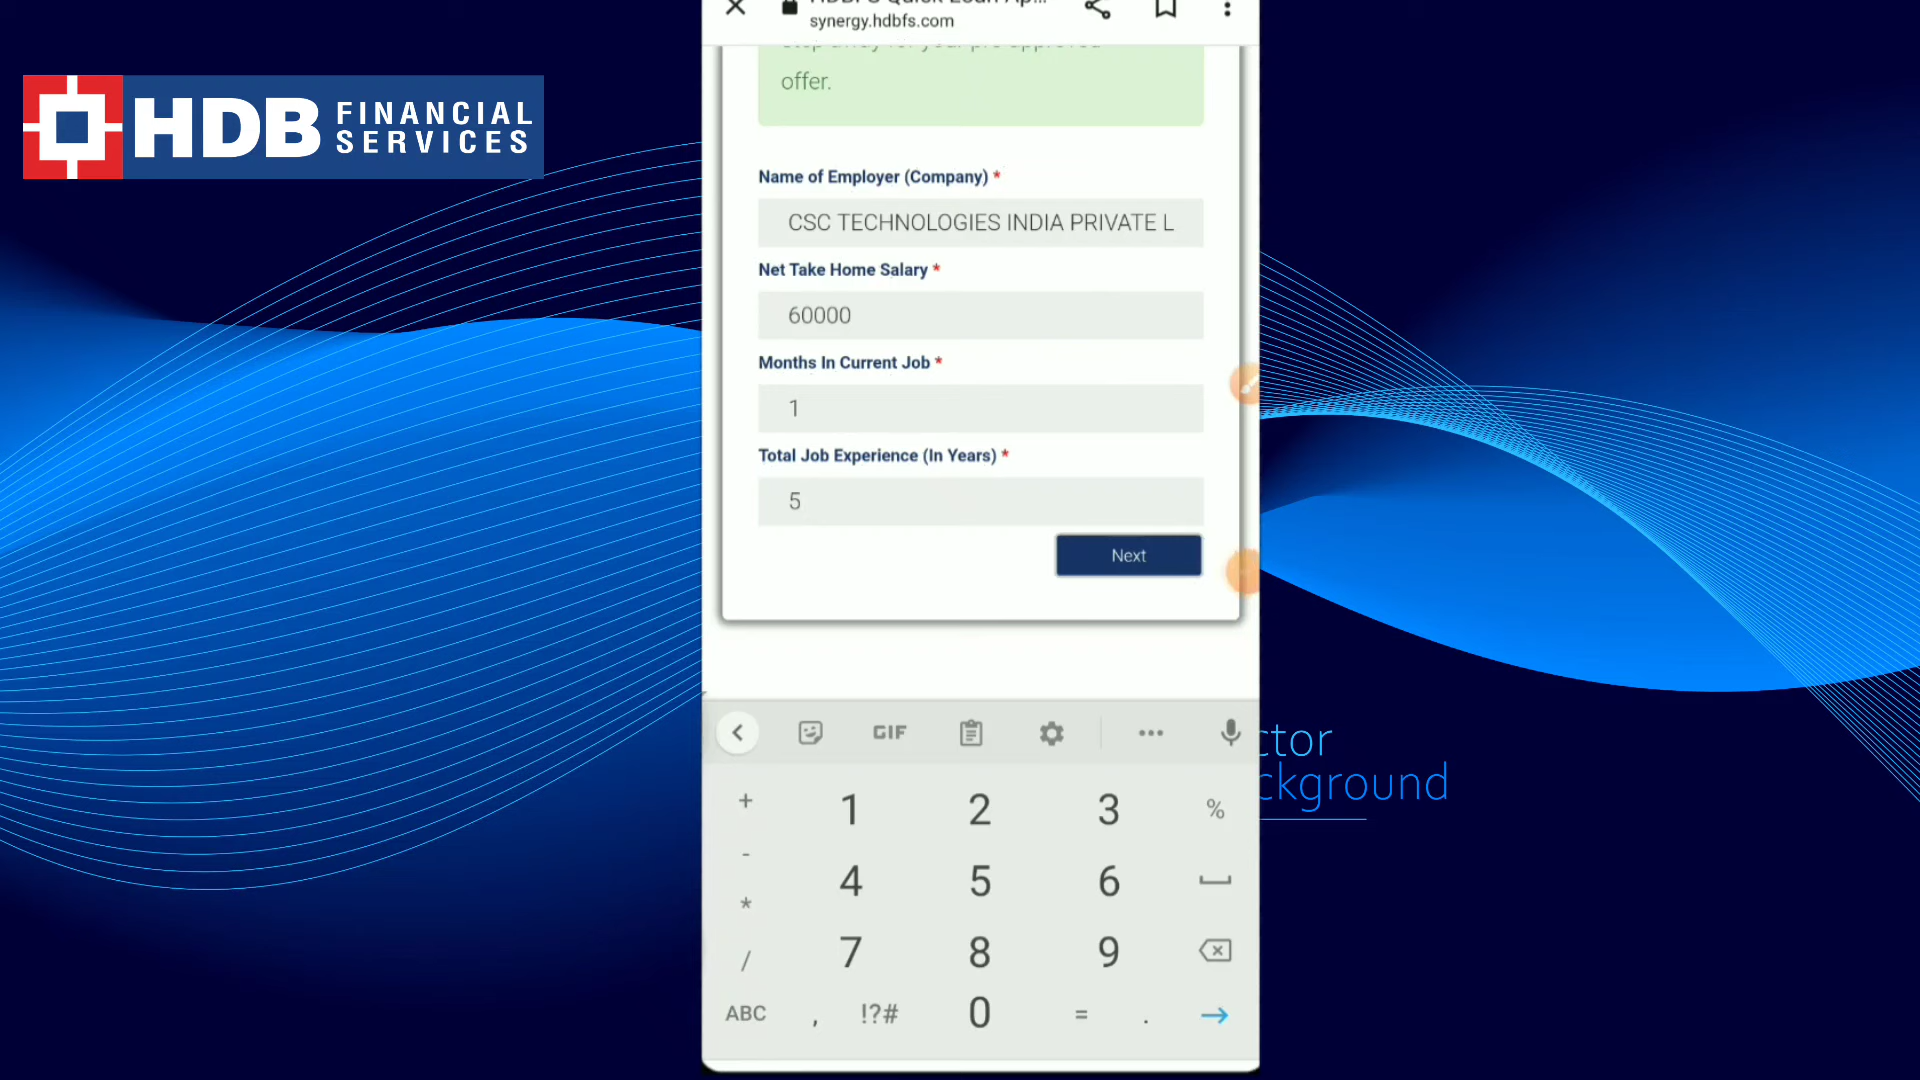 HDB FINANCIAL
SERVICES
synergy.hdbfs.com
offer.
Name of Employer (Company) *
CSC TECHNOLOGIES INDIA PRIVATE L
Net Take Home Salary *
60000
Months In Current Job *
1
Total Job Experience (In Years) *
5
Next
GIF
+ 1 2 3 %
- 4 5 6
* 7 8 9
/
ABC , !?# 0 = .
ctor
ckground